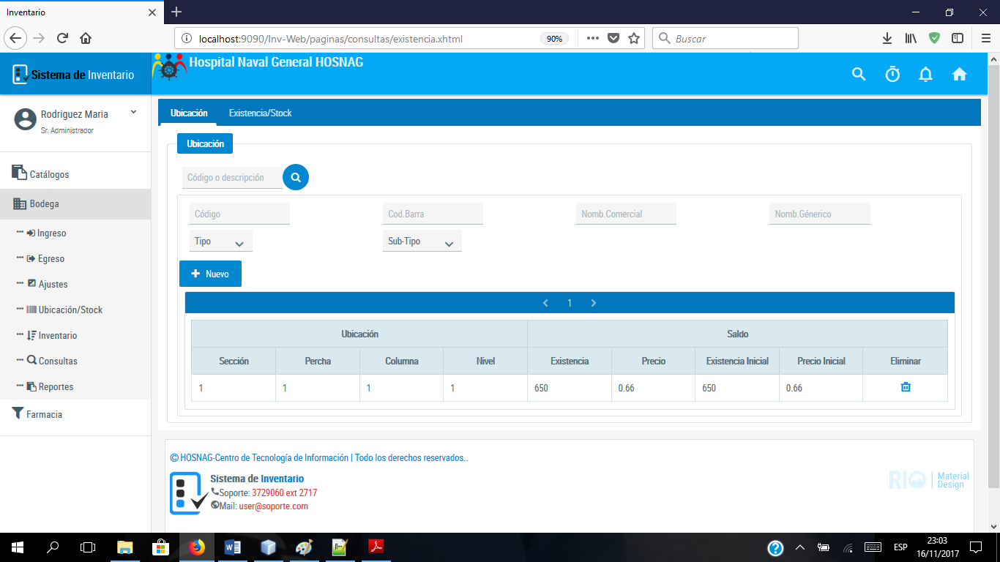 Inventario
localhost:9090/Inv-Web/paginas/consultas/existencia.xhtml
90%
Buscar
Sistema de Inventario
Hospital Naval General HOSNAG
Rodriguez Maria
Sr. Administrador
Catálogos
Bodega
Ingreso
Egreso
Ajustes
Ubicación/Stock
Inventario
Consultas
Reportes
Farmacia
Ubicación Existencia/Stock
Ubicación
Código o descripción
Código Cod.Barra Nomb.Comercial Nomb.Génerico
Tipo Sub-Tipo
Nuevo
1
Ubicación Saldo
Sección Percha Columna Nivel Existencia Precio Existencia Inicial Precio Inicial Eliminar
1 1 1 1 650 0.66 650 0.66
© HOSNAG-Centro de Tecnología de Información | Todo los derechos reservados..
Sistema de Inventario
Soporte: 3729060 ext 2717
Mail: user@soporte.com
RIO Material Design
ESP
23:03
16/11/2017